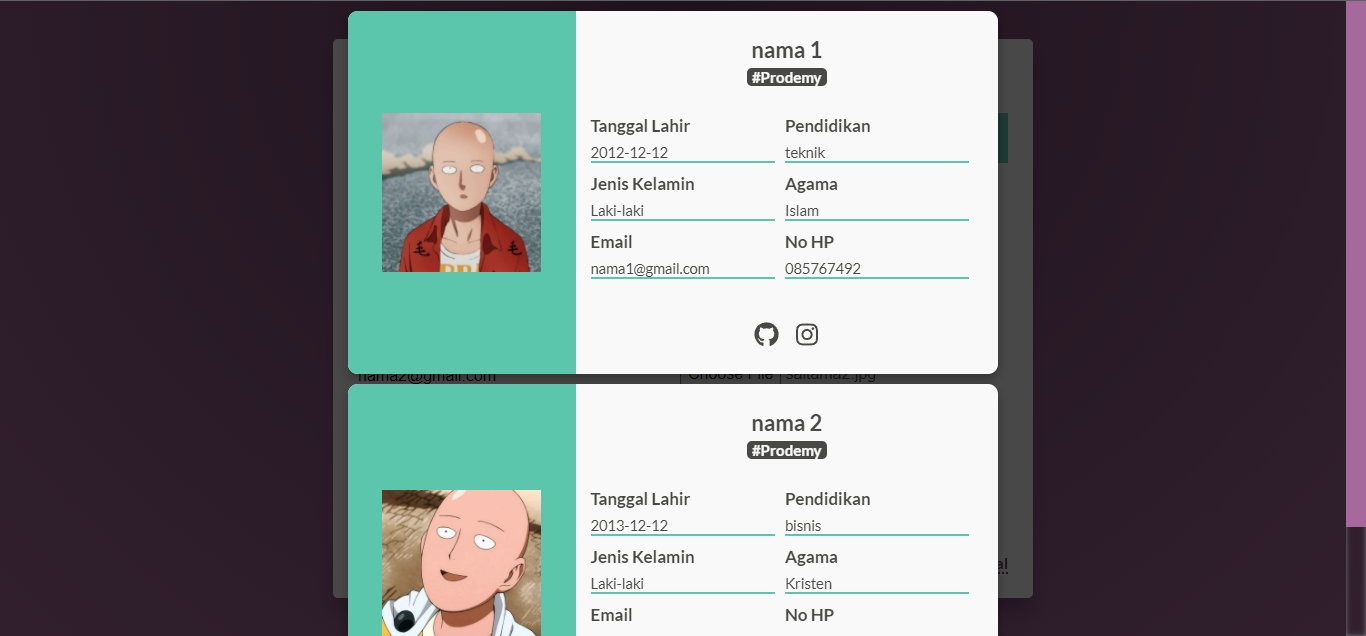 nama 1
#Prodemy
Tanggal Lahir
Pendidikan
2012-12-12
teknik
Jenis Kelamin
Agama
Laki-laki
Islam
Email
No HP
nama1@gmail.com
085767492
nama2@gmail.com
Choose File saitama2.jpg
nama 2
#Prodemy
Tanggal Lahir
Pendidikan
2013-12-12
bisnis
Jenis Kelamin
Agama
al
Laki-laki
Kristen
Email
No HP